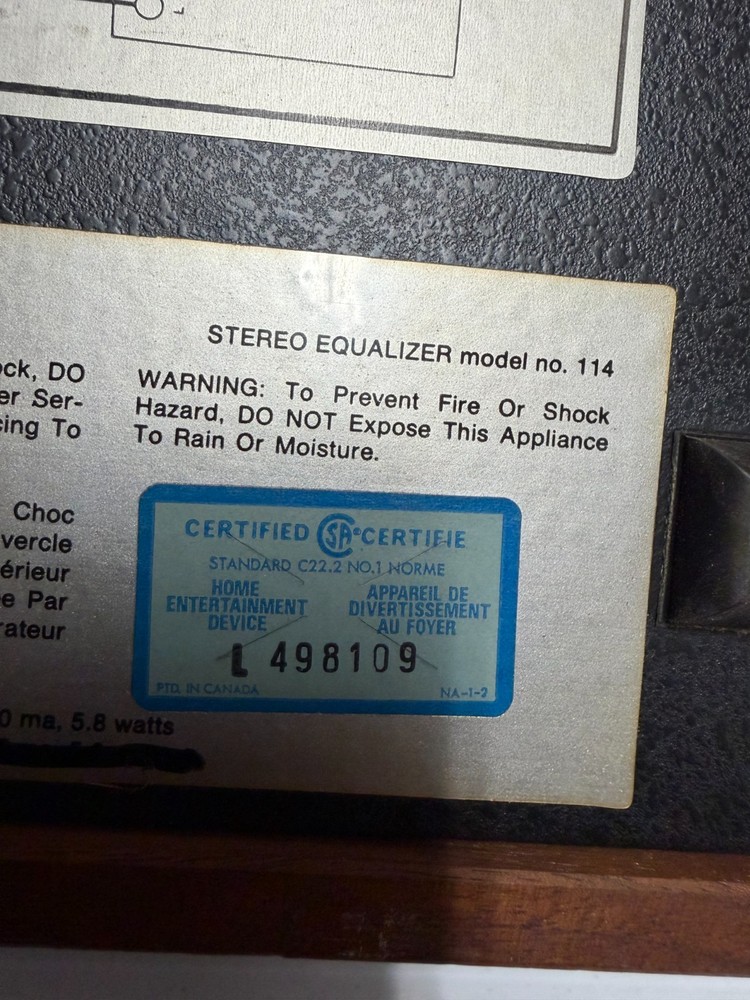 L
STEREO EQUALIZER model no. 114
ock, DO
er Ser-
cing To
WARNING: To Prevent Fire Or Shock
Hazard, DO NOT Expose This Appliance
To Rain Or Moisture.
Choc
vercle
érieur
e Par
rateur
CERTIFIED SA® CERTIFIE
STANDARD C22.2 NO.1 NORME
HOME
ENTERTAINMENT
DEVICE
APPAREIL DE
DIVERTISSEMENT
AU FOYER
L 498109
PTD. IN CANADA
NA-1-2
0 ma, 5.8 watts